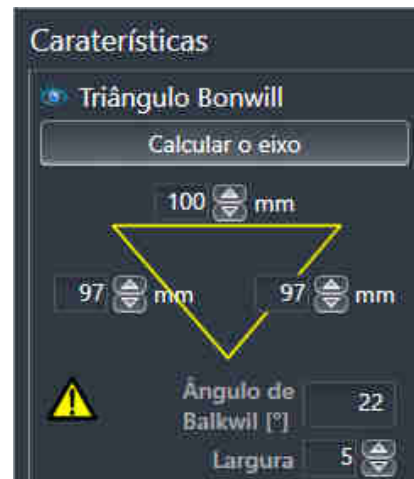 Caraterísticas
Triângulo Bonwill
Calcular o eixo
100 mm
97 mm 97 mm
Ângulo de
Balkwil [°] 22
Largura 5